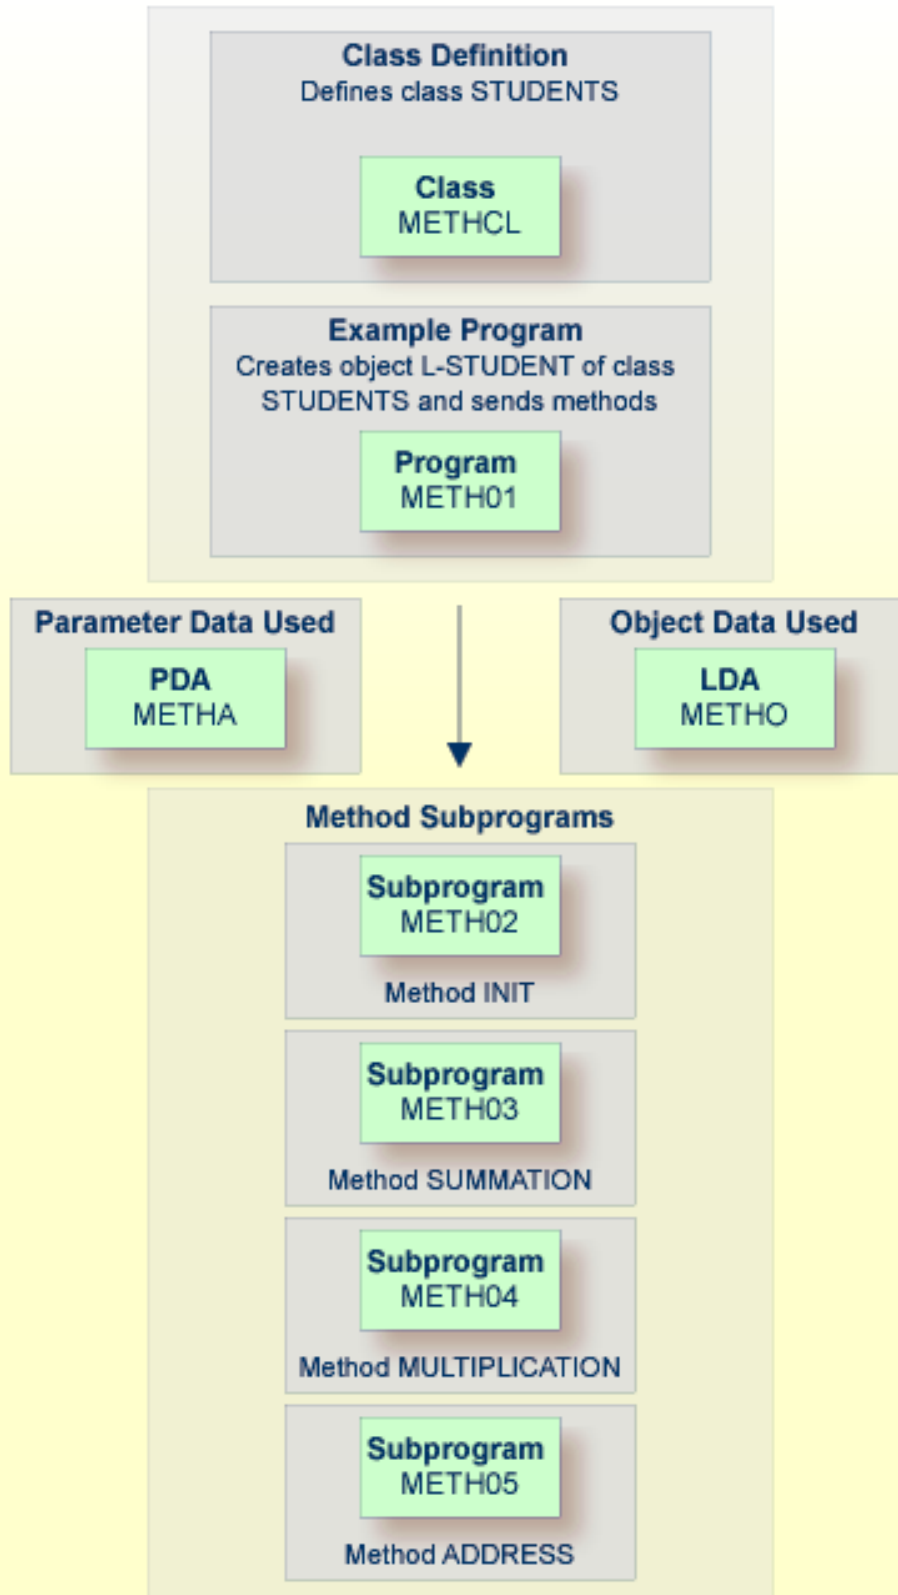 Class Definition
Defines class STUDENTS
Class
METHCL
Example Program
Creates object L-STUDENT of class
STUDENTS and sends methods
Program
METH01
Parameter Data Used
PDA
METHA
Object Data Used
LDA
METHO
Method Subprograms
Subprogram
METH02
Method INIT
Subprogram
METH03
Method SUMMATION
Subprogram
METH04
Method MULTIPLICATION
Subprogram
METH05
Method ADDRESS